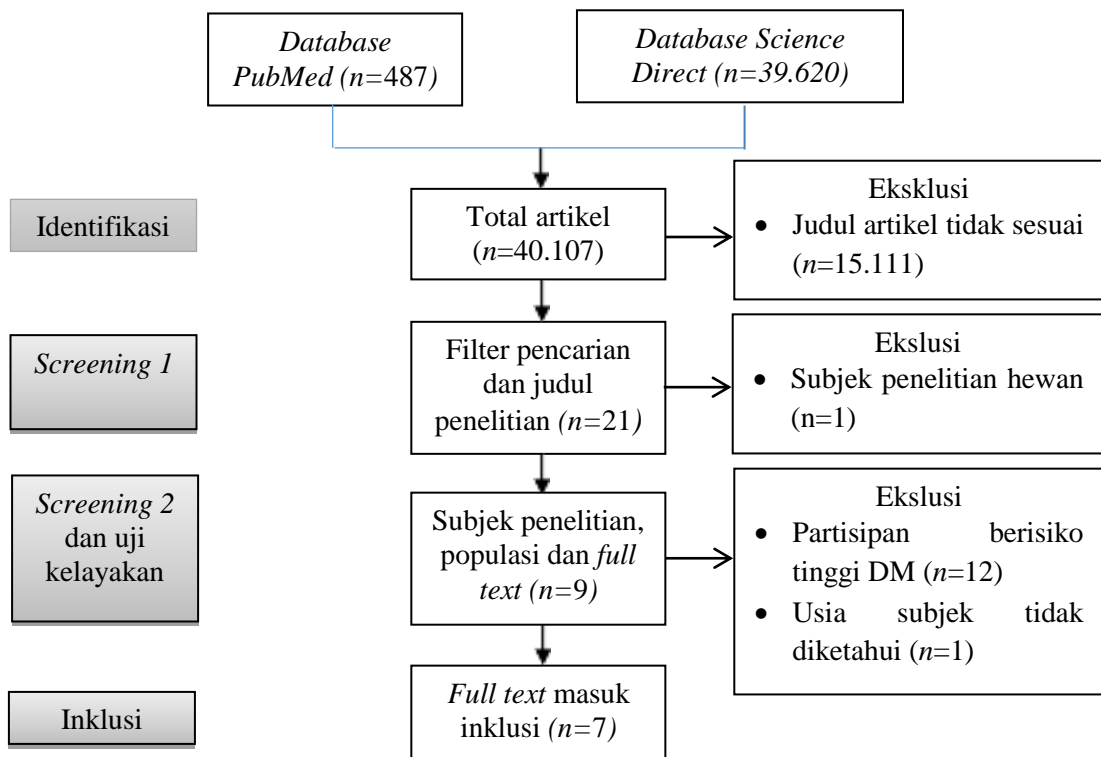 Database
PubMed (n=487)
Database Science
Direct (n=39.620)
Identifikasi
Total artikel
(n=40.107)
Eksklusi
• Judul artikel tidak sesuai
(n=15.111)
Screening 1
Filter pencarian
dan judul
penelitian (n=21)
Ekslusi
• Subjek penelitian hewan
(n=1)
Screening 2
dan uji
kelayakan
Subjek penelitian,
populasi dan full
text (n=9)
Ekslusi
• Partisipan berisiko
tinggi DM (n=12)
• Usia subjek tidak
diketahui (n=1)
Inklusi
Full text masuk
inklusi (n=7)